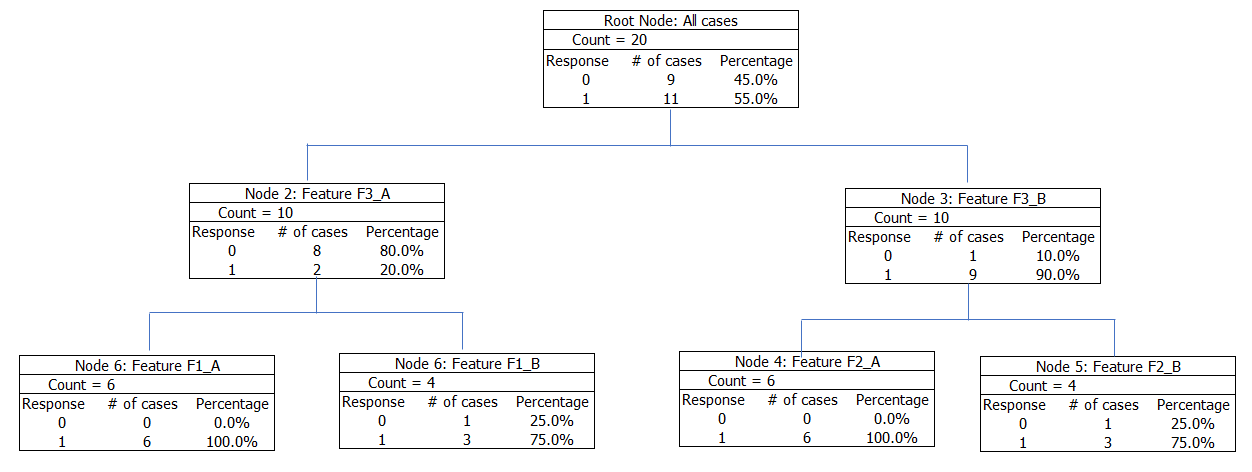 Root Node: All cases
Count = 20
Response # of cases Percentage
0 9 45.0%
1 11 55.0%
Node 2: Feature F3_A
Count = 10
Response # of cases Percentage
0 8 80.0%
1 2 20.0%
Node 3: Feature F3_B
Count = 10
Response # of cases Percentage
0 1 10.0%
1 9 90.0%
Node 6: Feature F1_A
Count = 6
Response # of cases Percentage
0 0 0.0%
1 6 100.0%
Node 6: Feature F1_B
Count = 4
Response # of cases Percentage
0 1 25.0%
1 3 75.0%
Node 4: Feature F2_A
Count = 6
Response # of cases Percentage
0 0 0.0%
1 6 100.0%
Node 5: Feature F2_B
Count = 4
Response # of cases Percentage
0 1 25.0%
1 3 75.0%